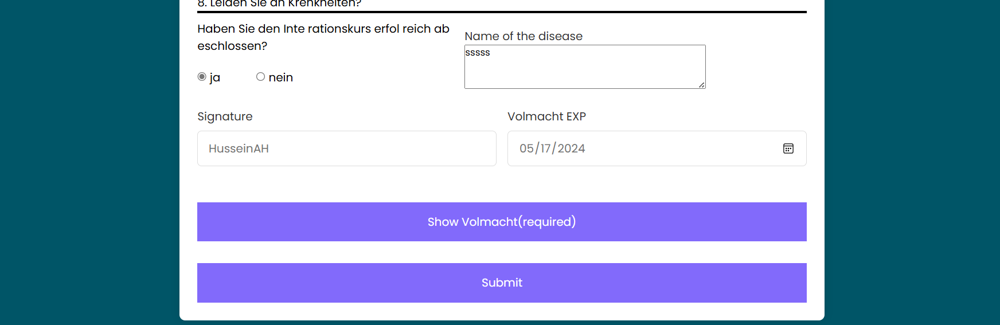 8. Leiden Sie an Krenkheiten?
Haben Sie den Inte rationskurs erfol reich ab
eschlossen?
ja nein
Name of the disease
sssss
Signature
HusseinAH
Volmacht EXP
05/17/2024
Show Volmacht(required)
Submit